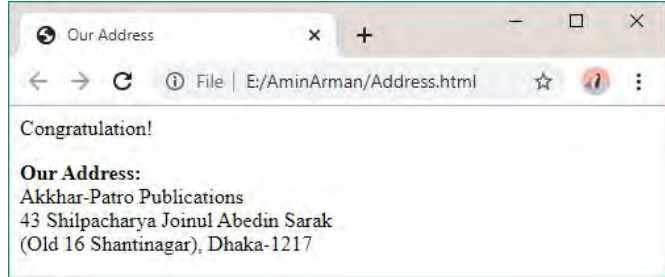 Our Address
File | E:/AminArman/Address.html
Congratulation!
Our Address:
Akkhar-Patro Publications
43 Shilpacharya Joinul Abedin Sarak
(Old 16 Shantinagar), Dhaka-1217